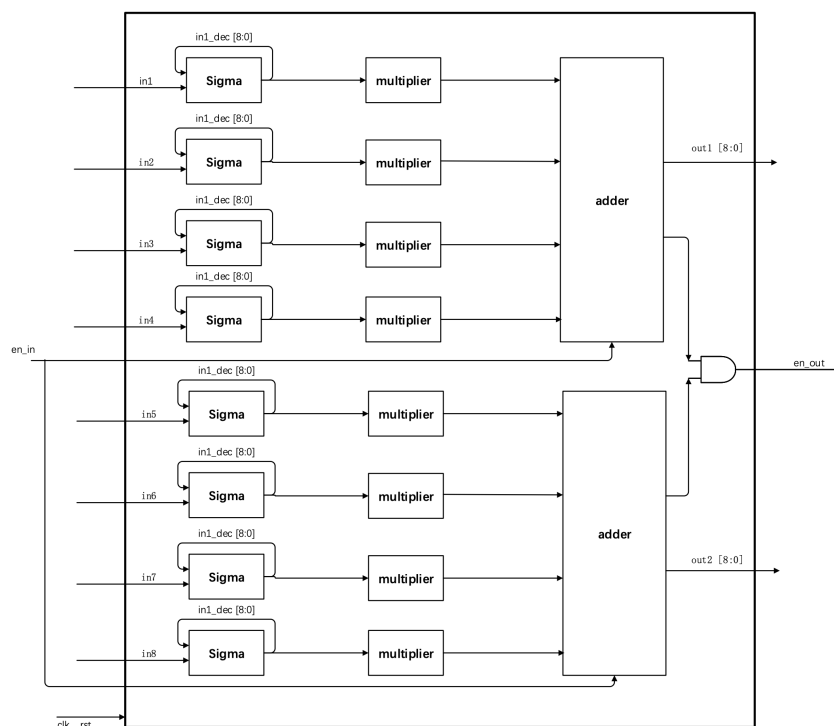 in1_dec [8:0]
in1 Sigma multiplier
in1_dec [8:0]
in2 Sigma multiplier out1 [8:0]
adder
in1_dec [8:0]
in3 Sigma multiplier
in1_dec [8:0]
in4 Sigma multiplier
en_in
en_out
in1_dec [8:0]
in5 Sigma multiplier
in1_dec [8:0]
in6 Sigma multiplier
adder
in1_dec [8:0]
in7 Sigma multiplier out2 [8:0]
in1_dec [8:0]
in8 Sigma multiplier
clk rst